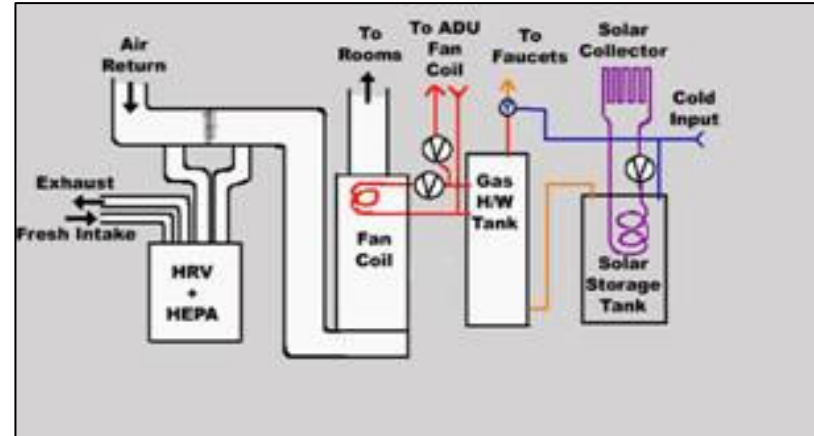 Air
Return
To
Rooms
To ADU
Fan
Coil
To
Faucets
Solar
Collector
Cold
Input
Exhaust
Fresh Intake
HRV
+
HEPA
Fan
Coil
V
V
Gas
H/W
Tank
V
Solar
Storage
Tank